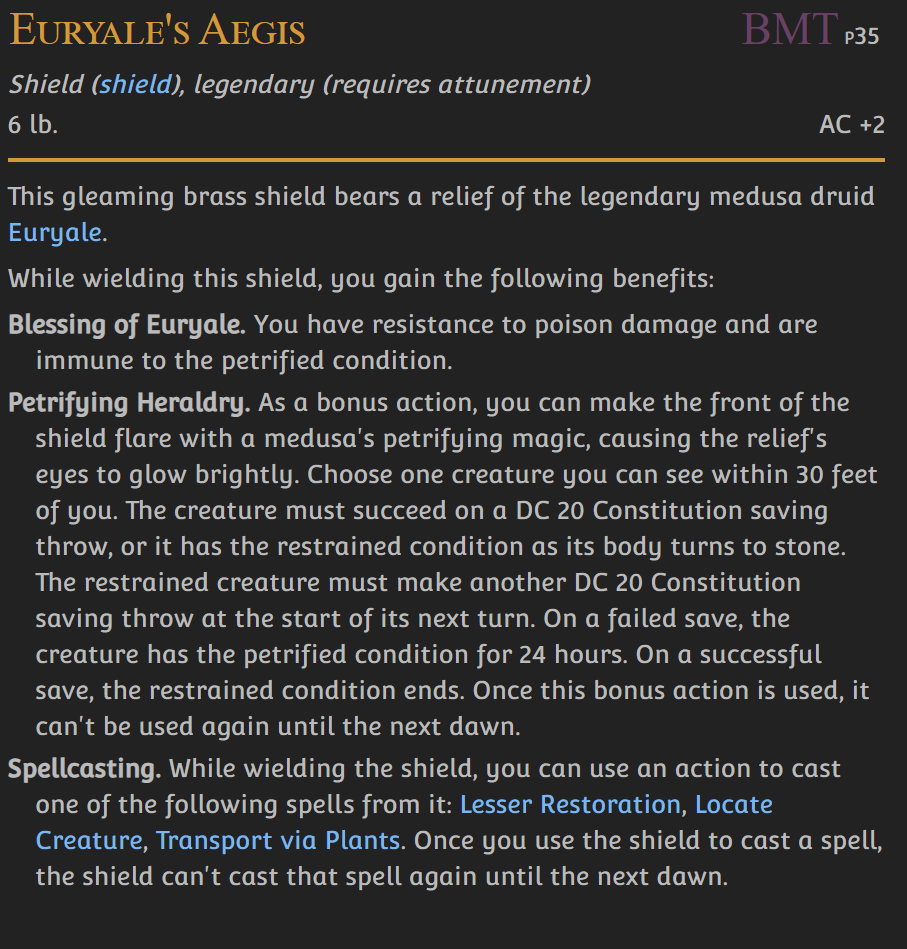 Euryale's Aegis BMT p35
Shield (shield), legendary (requires attunement)
6 lb. AC +2
This gleaming brass shield bears a relief of the legendary medusa druid
Euryale.
While wielding this shield, you gain the following benefits:
Blessing of Euryale. You have resistance to poison damage and are
immune to the petrified condition.
Petrifying Heraldry. As a bonus action, you can make the front of the
shield flare with a medusa's petrifying magic, causing the relief's
eyes to glow brightly. Choose one creature you can see within 30 feet
of you. The creature must succeed on a DC 20 Constitution saving
throw, or it has the restrained condition as its body turns to stone.
The restrained creature must make another DC 20 Constitution
saving throw at the start of its next turn. On a failed save, the
creature has the petrified condition for 24 hours. On a successful
save, the restrained condition ends. Once this bonus action is used, it
can't be used again until the next dawn.
Spellcasting. While wielding the shield, you can use an action to cast
one of the following spells from it: Lesser Restoration, Locate
Creature, Transport via Plants. Once you use the shield to cast a spell,
the shield can't cast that spell again until the next dawn.